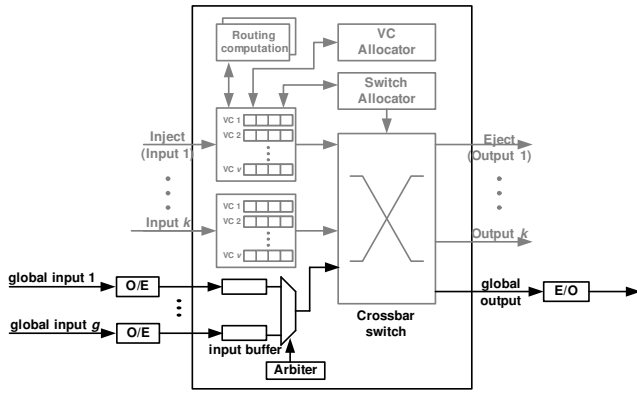 Routing
computation
VC
Allocator
Switch
Allocator
Inject
(Input 1)
VC 1
VC 2
VC v
Eject
(Output 1)
Input k
VC 1
VC 2
VC v
Output k
global input 1
O/E
global
output
E/O
global input g
O/E
input buffer
Crossbar
switch
Arbiter